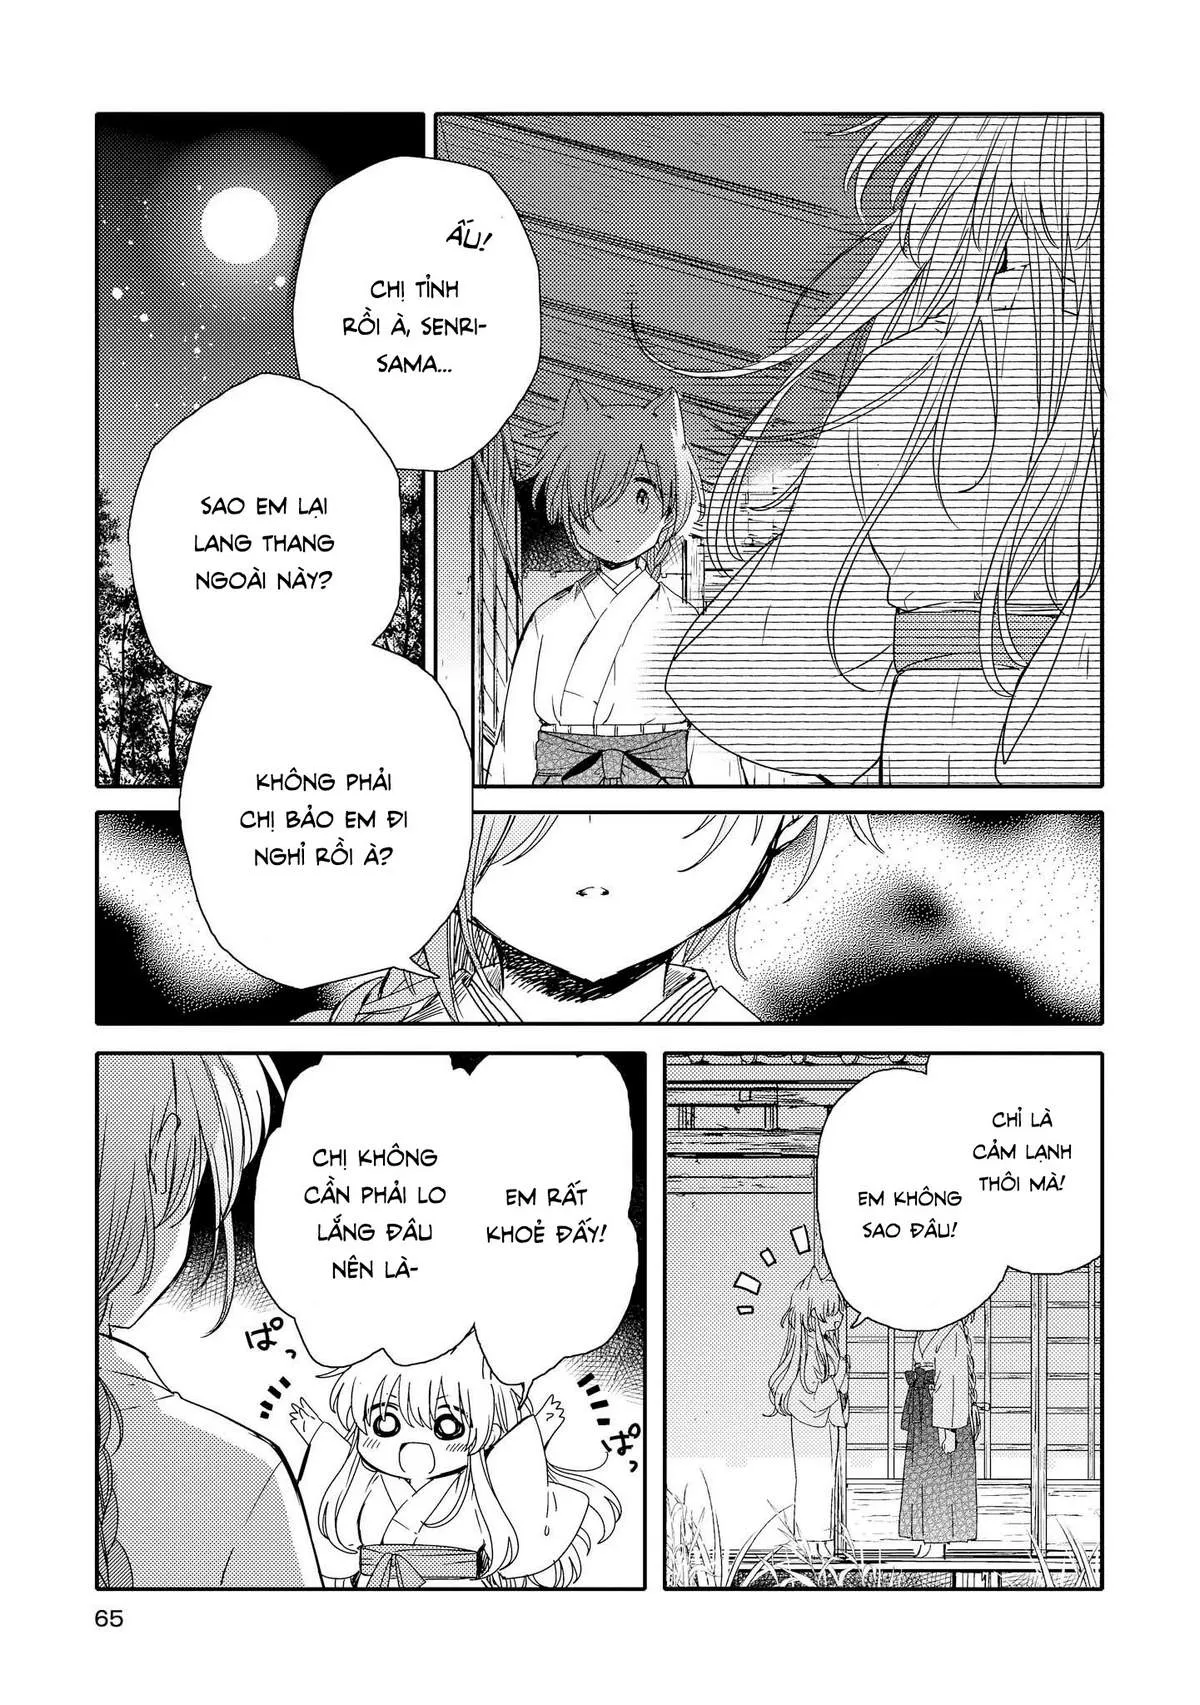 ẤU!
CHỊ TỈNH
RỒI À, SENRI-
SAMA...
SAO EM LẠI
LANG THANG
NGOÀI NÀY?
KHÔNG PHẢI
CHỊ BẢO EM ĐI
NGHỈ RỒI À?
CHỈ LÀ
CẢM LẠNH
THÔI MÀ!
EM KHÔNG
SAO ĐÂU!
EM RẤT
KHOẺ ĐẤY!
CHỊ KHÔNG
CẦN PHẢI LO
LẮNG ĐÂU
NÊN LÀ-
ぱっ
ぱっ
65